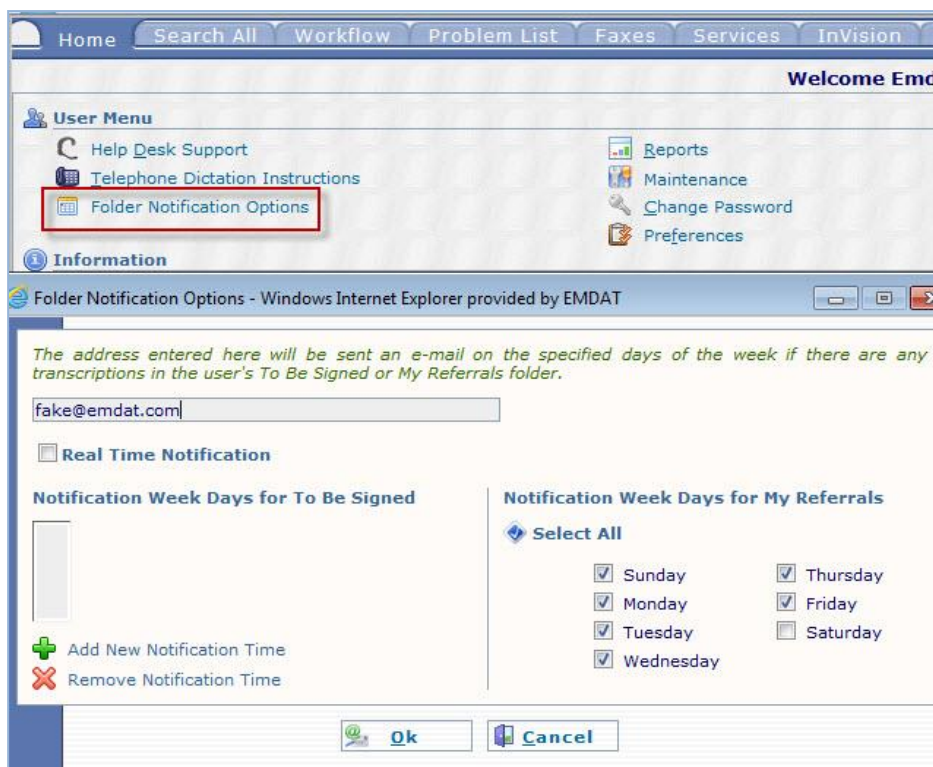 Home Search All Workflow Problem List Faxes Services InVision
Welcome Emd
User Menu
Help Desk Support Reports
Telephone Dictation Instructions Maintenance
Folder Notification Options Change Password
Preferences
Information
Folder Notification Options - Windows Internet Explorer provided by EMDAT
The address entered here will be sent an e-mail on the specified days of the week if there are any
transcriptions in the user's To Be Signed or My Referrals folder.
fake@emdat.com
Real Time Notification
Notification Week Days for To Be Signed Notification Week Days for My Referrals
Select All
Sunday Thursday
Monday Friday
Tuesday Saturday
Wednesday
Add New Notification Time
Remove Notification Time
Ok Cancel